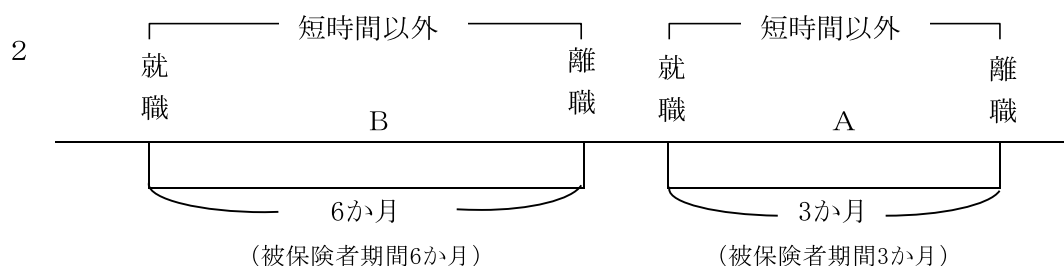 2
短時間以外 短時間以外
就職 離職 就職 離職
B A
6か月 3か月
(被保険者期間6か月) (被保険者期間3か月)